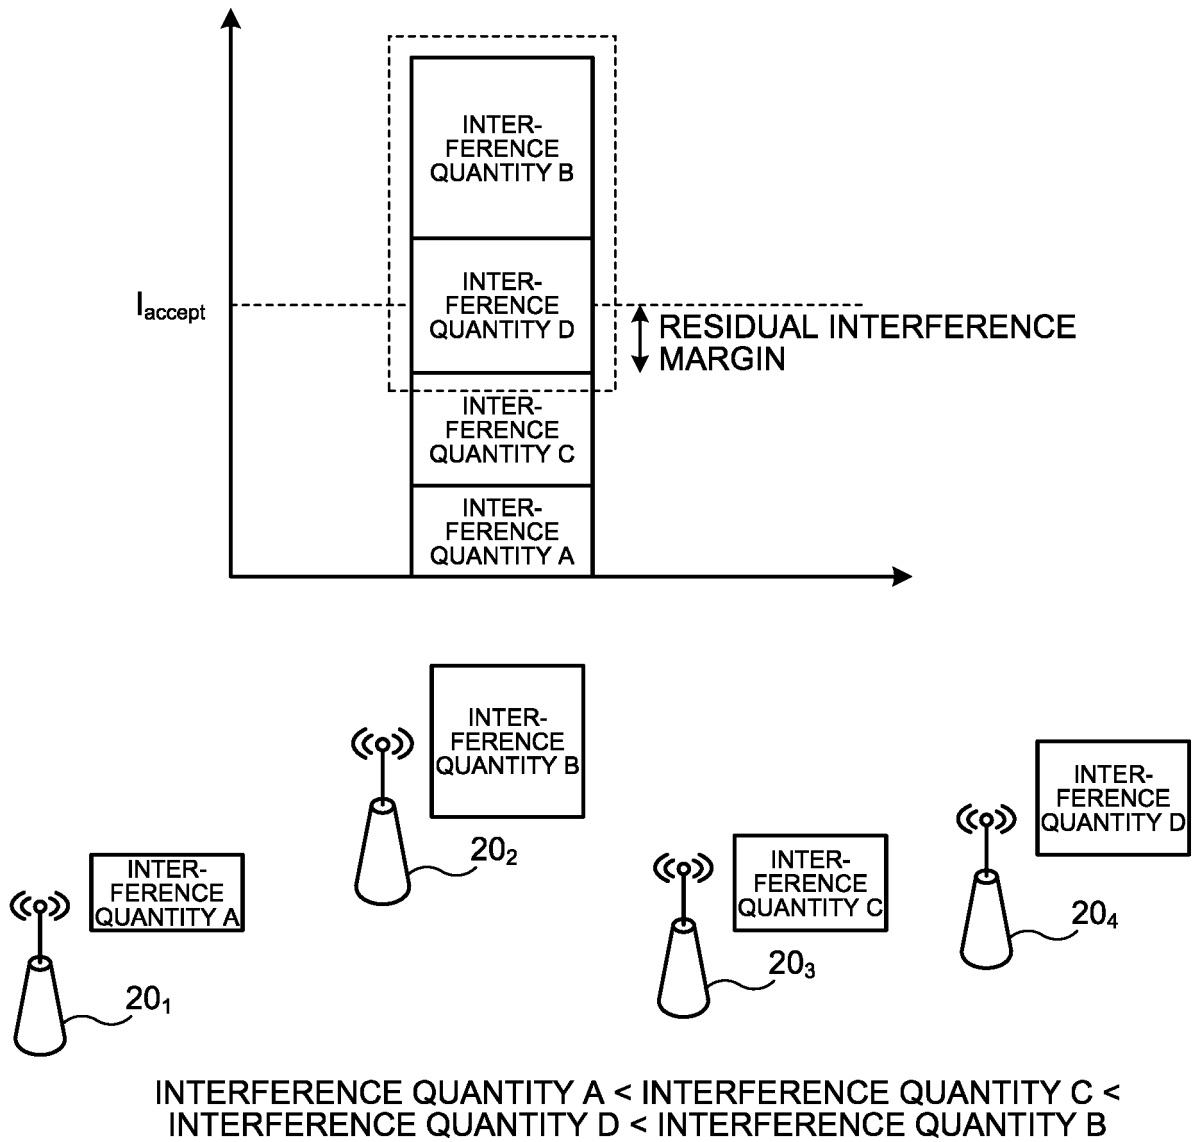 INTER-
FERENCE
QUANTITY B
INTER-
FERENCE
QUANTITY D
Iaccept
RESIDUAL INTERFERENCE
MARGIN
INTER-
FERENCE
QUANTITY C
INTER-
FERENCE
QUANTITY A
INTER-
FERENCE
QUANTITY B
202
INTER-
FERENCE
QUANTITY D
204
INTER-
FERENCE
QUANTITY A
201
INTER-
FERENCE
QUANTITY C
203
INTERFERENCE QUANTITY A < INTERFERENCE QUANTITY C <
INTERFERENCE QUANTITY D < INTERFERENCE QUANTITY B